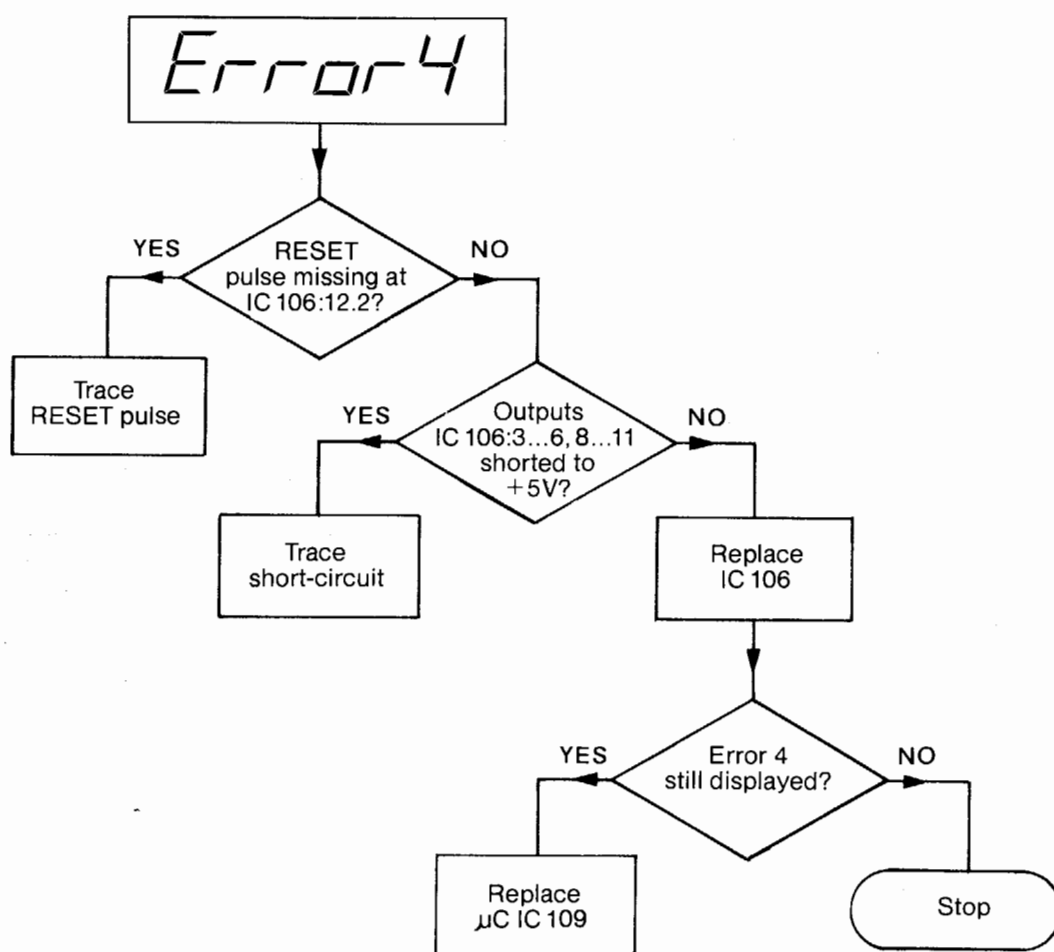 Error 4
YES
RESET
pulse missing at
IC 106:12.2?
NO
Trace
RESET pulse
YES
Outputs
IC 106:3...6, 8...11
shorted to
+5V?
NO
Trace
short-circuit
Replace
IC 106
YES
Error 4
still displayed?
NO
Replace
μC IC 109
Stop